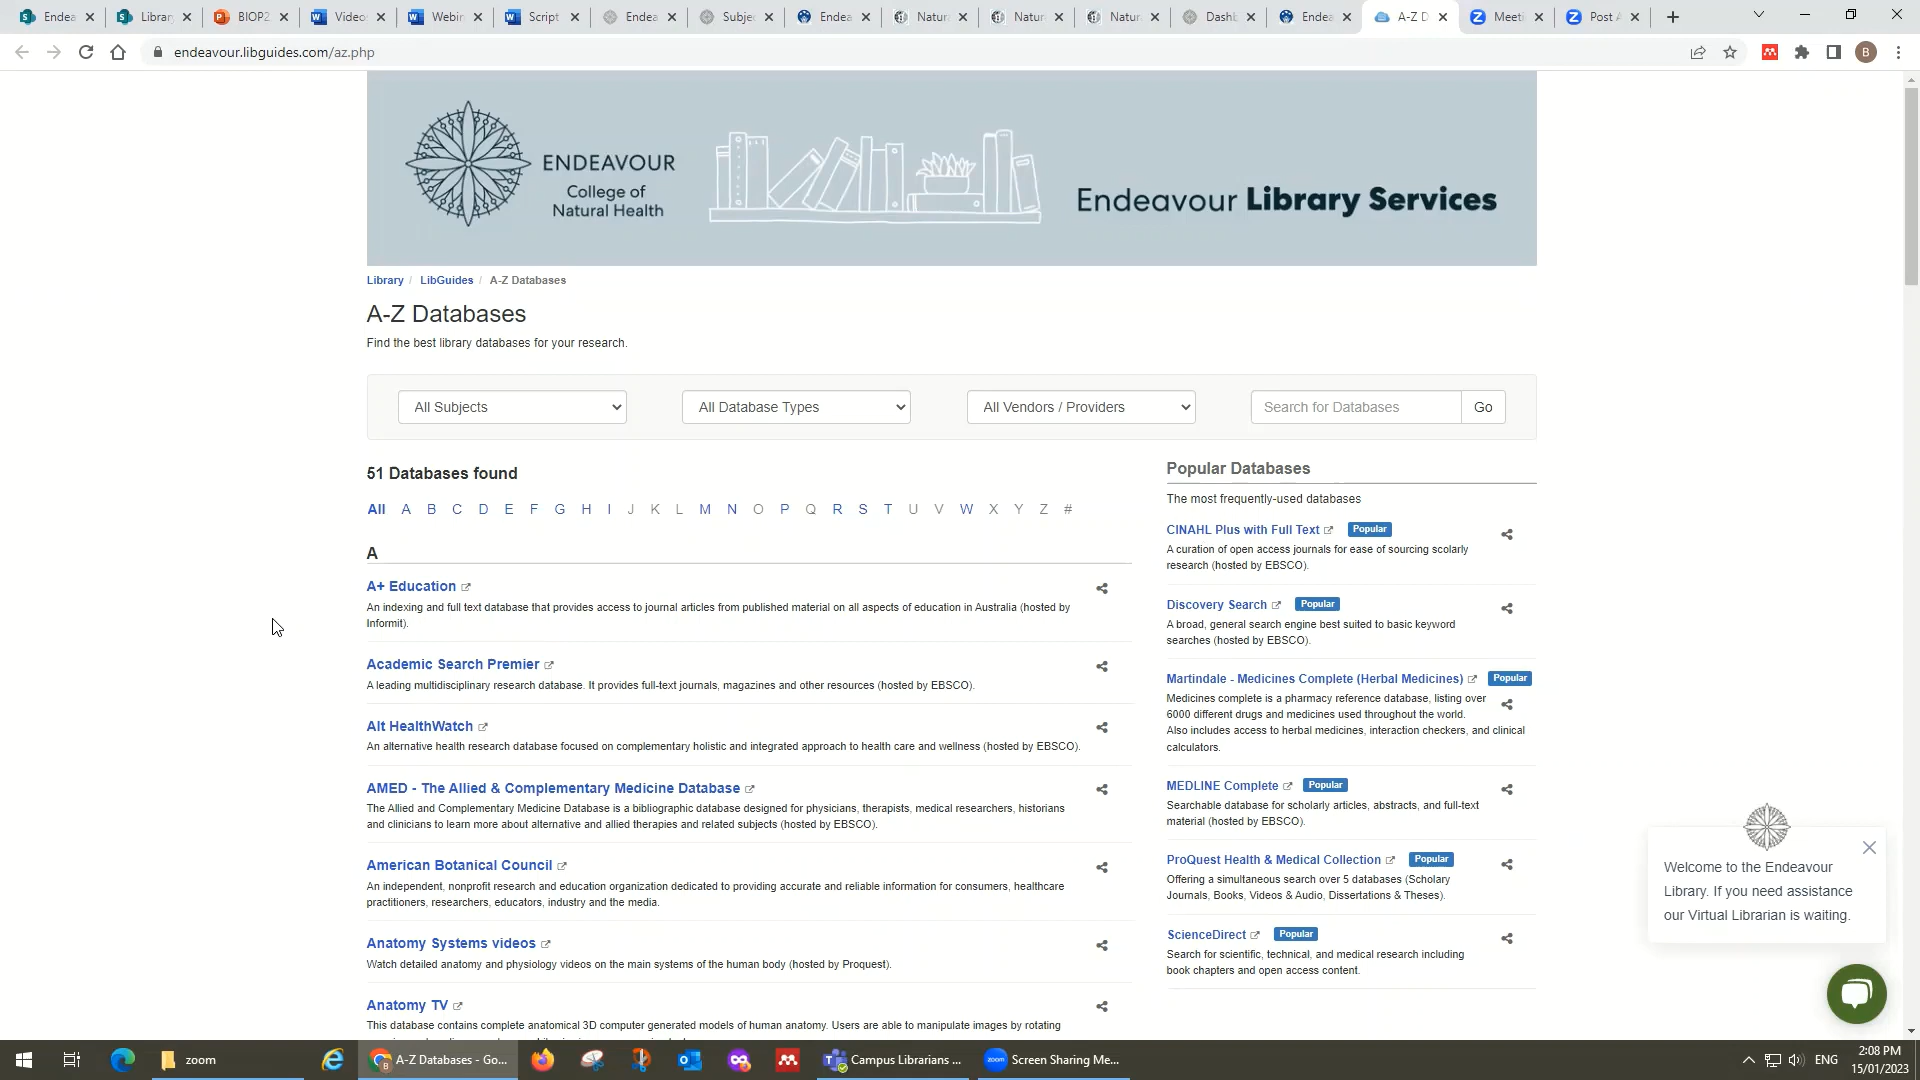 Endea
Library
BIOP2
Video
Webin
Script
Endea
Subje
Endea
Natur
Natur
Natur
Dashb
Endea
A-Z D
Meeti
Post A
endeavour.libguides.com/az.php
B
ENDEAVOUR
College of
Natural Health
Endeavour Library Services
Library / LibGuides / A-Z Databases
A-Z Databases
Find the best library databases for your research.
All Subjects
All Database Types
All Vendors / Providers
Search for Databases
Go
51 Databases found
All A B C D E F G H I J K L M N O P Q R S T U V W X Y Z #
A
A+ Education
An indexing and full text database that provides access to journal articles from published material on all aspects of education in Australia (hosted by
Informit).
Academic Search Premier
A leading multidisciplinary research database. It provides full-text journals, magazines and other resources (hosted by EBSCO).
Alt HealthWatch
An alternative health research database focused on complementary holistic and integrated approach to health care and wellness (hosted by EBSCO).
AMED - The Allied & Complementary Medicine Database
The Allied and Complementary Medicine Database is a bibliographic database designed for physicians, therapists, medical researchers, historians
and clinicians to learn more about alternative and allied therapies and related subjects (hosted by EBSCO).
American Botanical Council
An independent, nonprofit research and education organization dedicated to providing accurate and reliable information for consumers, healthcare
practitioners, researchers, educators, industry and the media.
Anatomy Systems videos
Watch detailed anatomy and physiology videos on the main systems of the human body (hosted by Proquest).
Anatomy TV
This database contains complete anatomical 3D computer generated models of human anatomy. Users are able to manipulate images by rotating
Popular Databases
The most frequently-used databases
CINAHL Plus with Full Text Popular
A curation of open access journals for ease of sourcing scolarly
research (hosted by EBSCO).
Discovery Search Popular
A broad, general search engine best suited to basic keyword
searches (hosted by EBSCO).
Martindale - Medicines Complete (Herbal Medicines) Popular
Medicines complete is a pharmacy reference database, listing over
6000 different drugs and medicines used throughout the world.
Also includes access to herbal medicines, interaction checkers, and clinical
calculators.
MEDLINE Complete Popular
Searchable database for scholarly articles, abstracts, and full-text
material (hosted by EBSCO).
ProQuest Health & Medical Collection Popular
Offering a simultaneous search over 5 databases (Scholary
Journals, Books, Videos & Audio, Dissertations & Theses).
ScienceDirect Popular
Search for scientific, technical, and medical research including
book chapters and open access content.
Welcome to the Endeavour
Library. If you need assistance
our Virtual Librarian is waiting.
zoom
A-Z Databases - Go...
Campus Librarians ...
zoom
Screen Sharing Me...
ENG
2:08 PM
15/01/2023